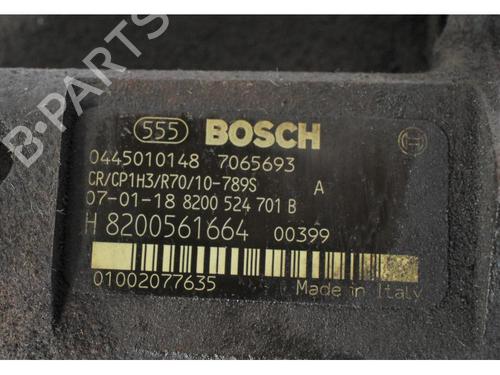 B-PARTS
555 BOSCH
0445010148 7065693
CR/CP1H3/R70/10-789S A
07-01-18 8200 524 701 B
H 8200561664 00399
01002077635 Made in Italy